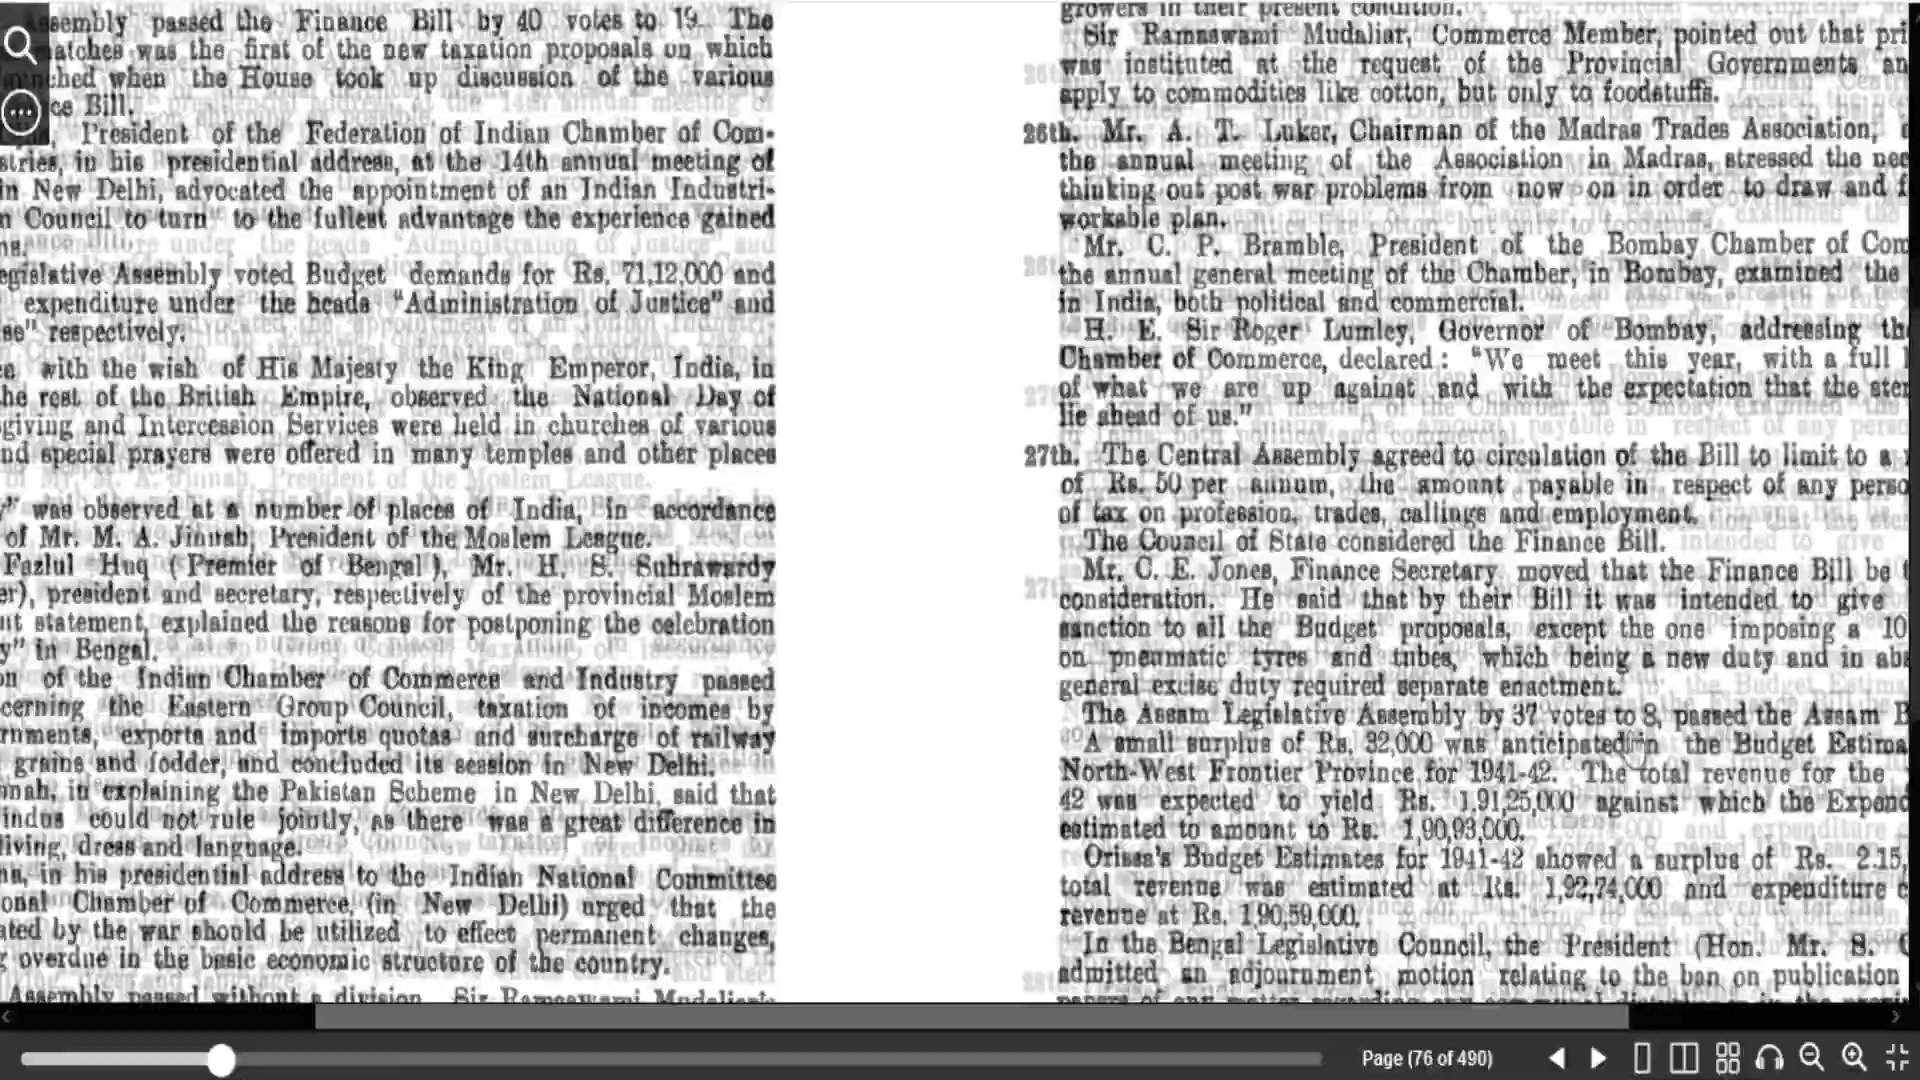 Assembly passed the Finance Bill by 40 votes to 19. The
matches was the first of the new taxation proposals on which
launched when the House took up discussion of the various
ce Bill.
President of the Federation of Indian Chamber of Com-
stries, in his presidential address, at the 14th annual meeting of
in New Delhi, advocated the appointment of an Indian Industri-
n Council to turn to the fullest advantage the experience gained
ns.
egislative Assembly voted Budget demands for Rs. 71,12,000 and
expenditure under the heads "Administration of Justice" and
se" respectively.
with the wish of His Majesty the King Emperor, India, in
he rest of the British Empire, observed the National Day of
giving and Intercession Services were held in churches of various
nd special prayers were offered in many temples and other places
y" was observed at a number of places of India, in accordance
of Mr. M. A. Jinnah, President of the Moslem League.
Fazlul Huq (Premier of Bengal), Mr. H. S. Suhrawardy
er), president and secretary, respectively of the provincial Moslem
nt statement, explained the reasons for postponing the celebration
y" in Bengal.
on of the Indian Chamber of Commerce and Industry passed
cerning the Eastern Group Council, taxation of incomes by
rnments, exports and imports quotas and surcharge of railway
grains and fodder, and concluded its session in New Delhi.
nnah, in explaining the Pakistan Scheme in New Delhi, said that
indus could not rule jointly, as there was a great difference in
living, dress and language.
in his presidential address to the Indian National Committee
onal Chamber of Commerce, (in New Delhi) urged that the
ated by the war should be utilized to effect permanent changes,
g overdue in the basic economic structure of the country.
Assembly passed without a division Sir Ramaswami Mudaliar's
growers in their present condition.
Sir Ramaswami Mudaliar, Commerce Member, pointed out that pri
was instituted at the request of the Provincial Governments an
apply to commodities like cotton, but only to foodstuffs.
26th. Mr. A. T. Luker, Chairman of the Madras Trades Association,
the annual meeting of the Association in Madras, stressed the nee
thinking out post war problems from now on in order to draw and f
workable plan.
Mr. C. P. Bramble, President of the Bombay Chamber of Com
the annual general meeting of the Chamber, in Bombay, examined the
in India, both political and commercial.
H. E. Sir Roger Lumley, Governor of Bombay, addressing the
Chamber of Commerce, declared : "We meet this year, with a full
of what we are up against and with the expectation that the ster
lie ahead of us."
27th. The Central Assembly agreed to circulation of the Bill to limit to a
of Rs. 50 per annum, the amount payable in respect of any perso
of tax on profession, trades, callings and employment.
The Council of State considered the Finance Bill.
Mr. C. E. Jones, Finance Secretary, moved that the Finance Bill be t
consideration. He said that by their Bill it was intended to give
sanction to all the Budget proposals, except the one imposing a 10
on pneumatic tyres and tubes, which being a new duty and in abs
general excise duty required separate enactment.
The Assam Legislative Assembly by 37 votes to 8, passed the Assam B
A small surplus of Rs. 32,000 was anticipated in the Budget Estima
North-West Frontier Province for 1941-42. The total revenue for the
42 was expected to yield Rs. 1,91,25,000 against which the Expend
estimated to amount to Rs. 1,90,93,000.
Orissa's Budget Estimates for 1941-42 showed a surplus of Rs. 2.15,
total revenue was estimated at Rs. 1,92,74,000 and expenditure
revenue at Rs. 1,90,59,000.
In the Bengal Legislative Council, the President (Hon. Mr. S. C
admitted an adjournment motion relating to the ban on publication
Page (76 of 490)